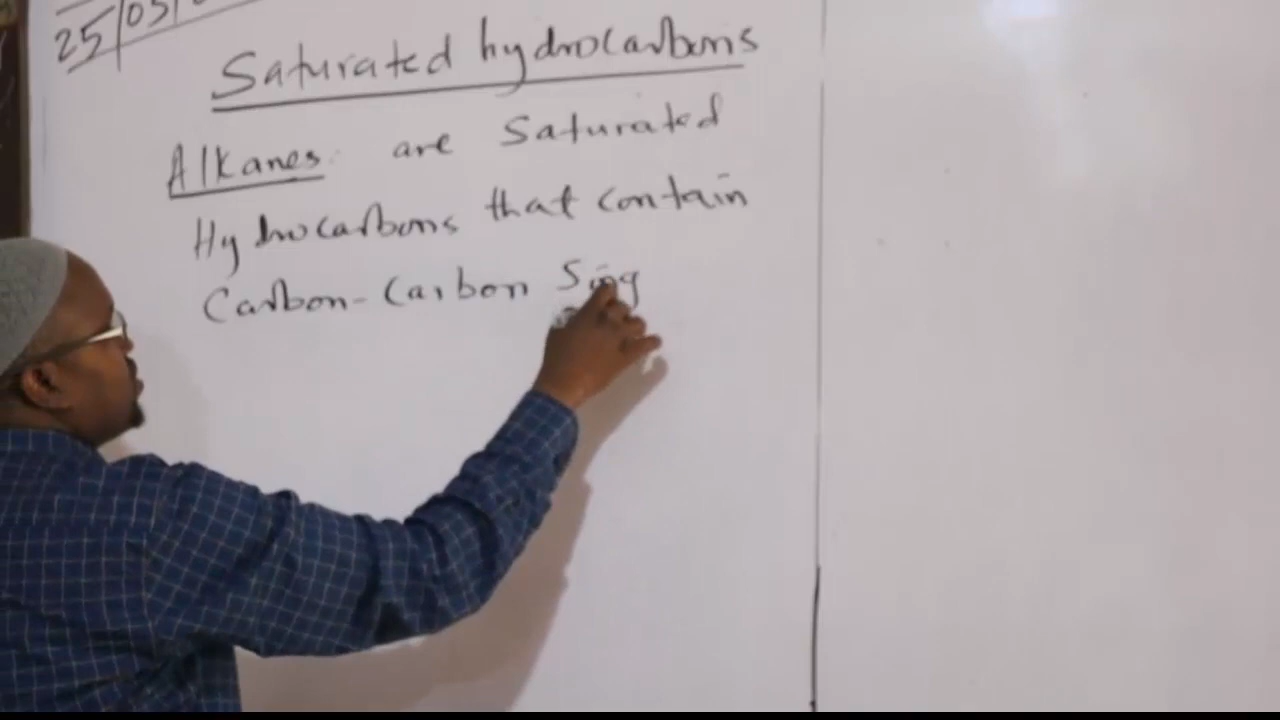 25/03/
Saturated hydrocarbons
Alkanes are Saturated
Hydrocarbons that contain
Carbon-Carbon Sing